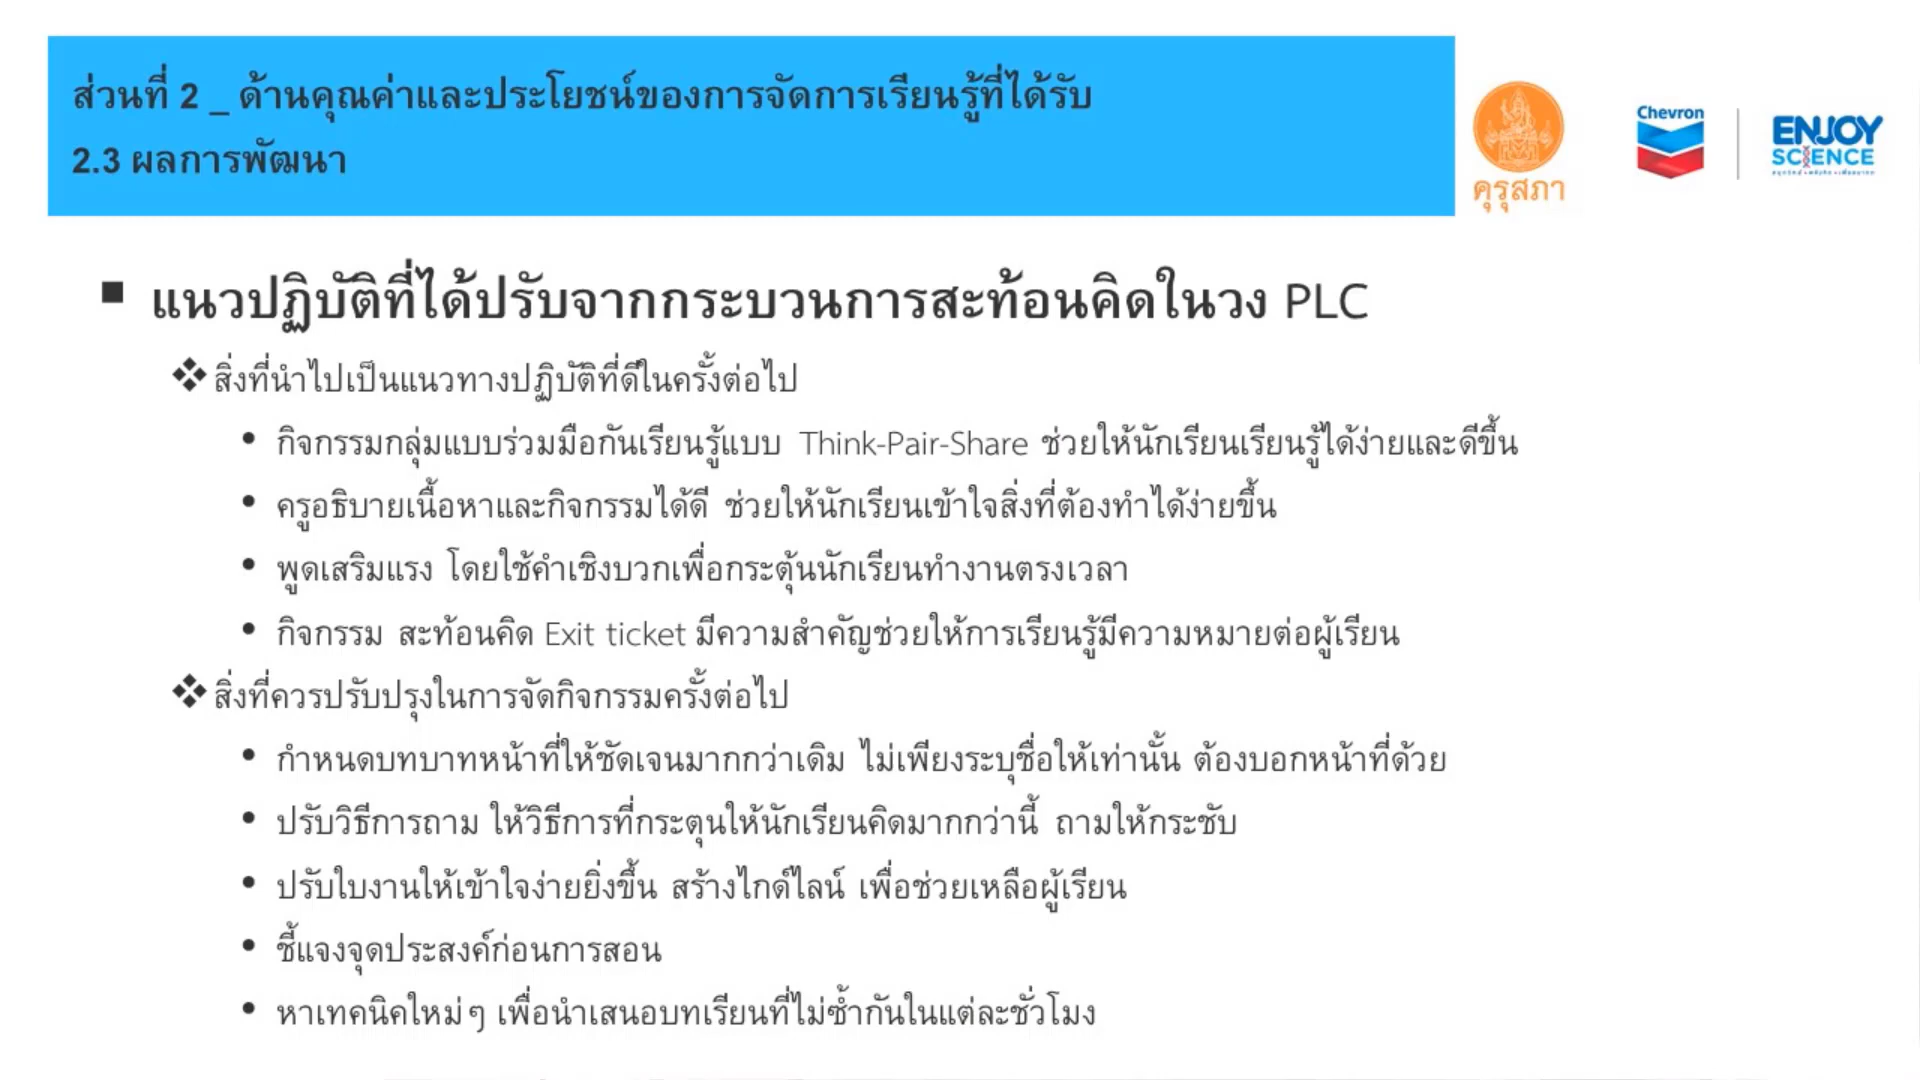 ส่วนที่ 2 _ ด้านคุณค่าและประโยชน์ของการจัดการเรียนรู้ที่ได้รับ
2.3 ผลการพัฒนา
คุรุสภา
Chevron
ENJOY
SCIENCE
▪ แนวปฏิบัติที่ได้ปรับจากกระบวนการสะท้อนคิดในวง PLC
❖ สิ่งที่นำไปเป็นแนวทางปฏิบัติที่ดีในครั้งต่อไป
• กิจกรรมกลุ่มแบบร่วมมือกันเรียนรู้แบบ Think-Pair-Share ช่วยให้นักเรียนเรียนรู้ได้ง่ายและดีขึ้น
• ครูอธิบายเนื้อหาและกิจกรรมได้ดี ช่วยให้นักเรียนเข้าใจสิ่งที่ต้องทำได้ง่ายขึ้น
• พูดเสริมแรง โดยใช้คำเชิงบวกเพื่อกระตุ้นนักเรียนทำงานตรงเวลา
• กิจกรรม สะท้อนคิด Exit ticket มีความสำคัญช่วยให้การเรียนรู้มีความหมายต่อผู้เรียน
❖ สิ่งที่ควรปรับปรุงในการจัดกิจกรรมครั้งต่อไป
• กำหนดบทบาทหน้าที่ให้ชัดเจนมากกว่าเดิม ไม่เพียงระบุชื่อให้เท่านั้น ต้องบอกหน้าที่ด้วย
• ปรับวิธีการถาม ให้วิธีการที่กระตุนให้นักเรียนคิดมากกว่านี้ ถามให้กระชับ
• ปรับใบงานให้เข้าใจง่ายยิ่งขึ้น สร้างไกด์ไลน์ เพื่อช่วยเหลือผู้เรียน
• ชี้แจงจุดประสงค์ก่อนการสอน
• หาเทคนิคใหม่ๆ เพื่อนำเสนอบทเรียนที่ไม่ซ้ำกันในแต่ละชั่วโมง